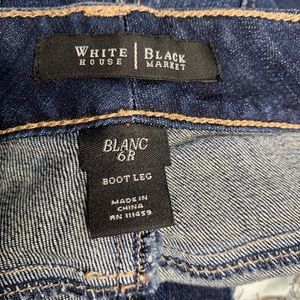 WHITE | BLACK
HOUSE | MARKET
BLANC
6R
BOOT LEG
MADE IN
CHINA
RN 111659